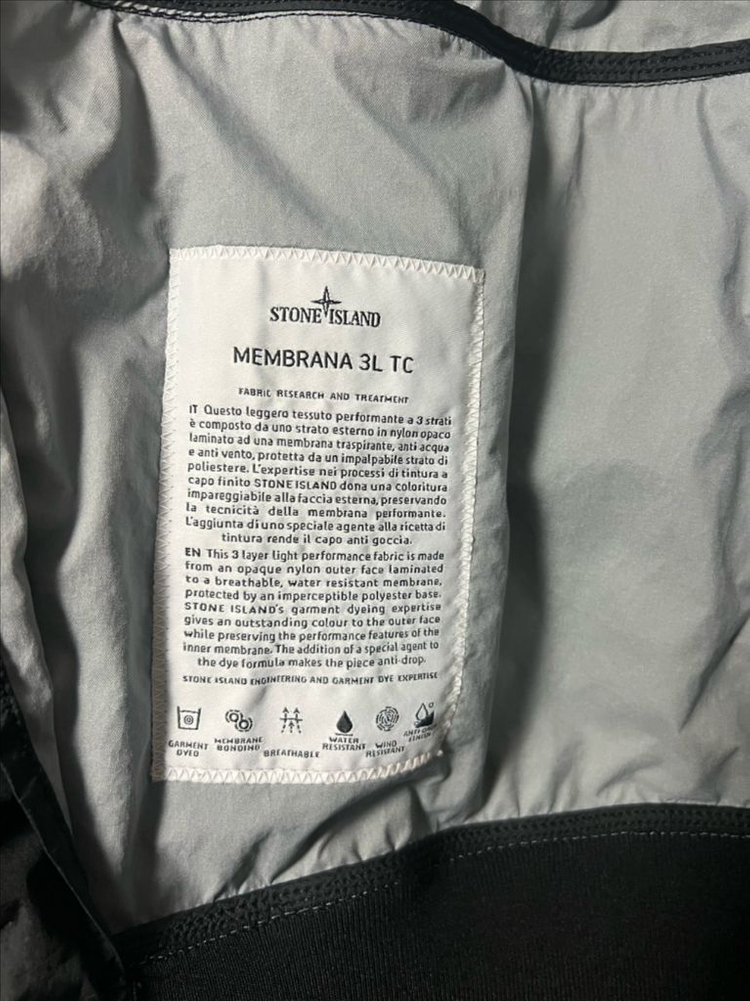 STONE ISLAND
MEMBRANA 3L TC
FABRIC RESEARCH AND TREATMENT
IT Questo leggero tessuto performante a 3 strati
è composto da uno strato esterno in nylon opaco
laminato ad una membrana traspirante, anti acqua
e anti vento, protetta da un impalpabile strato di
poliestere. L'expertise nei processi di tintura a
capo finito STONE ISLAND dona una coloritura
impareggiabile alla faccia esterna, preservando
la tecnicità della membrana performante.
L'aggiunta di uno speciale agente alla ricetta di
tintura rende il capo anti goccia.
EN This 3 layer light performance fabric is made
from an opaque nylon outer face laminated
to a breathable, water resistant membrane,
protected by an imperceptible polyester base.
STONE ISLAND's garment dyeing expertise
gives an outstanding colour to the outer face
while preserving the performance features of the
inner membrane. The addition of a special agent to
the dye formula makes the piece anti-drop.
STONE ISLAND ENGINEERING AND GARMENT DYE EXPERTISE
GARMENT DYED
MEMBRANE BONDING
BREATHABLE
WATER RESISTANT
WIND RESISTANT